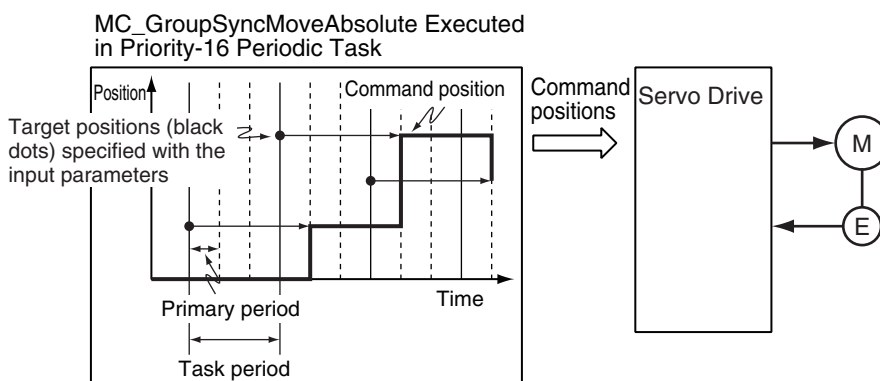 MC_GroupSyncMoveAbsolute Executed
in Priority-16 Periodic Task
Position
Command position
Target positions (black
dots) specified with the
input parameters
Primary period
Time
Task period
Command
positions
Servo Drive
M
E